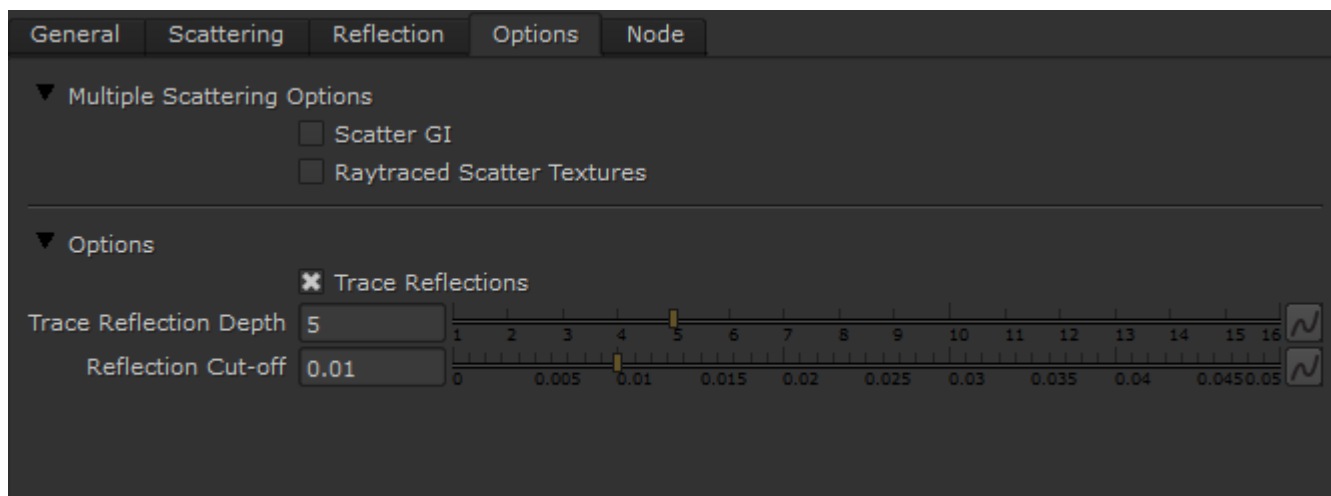 General Scattering Reflection Options Node
Multiple Scattering Options
Scatter GI
Raytraced Scatter Textures
Options
Trace Reflections
Trace Reflection Depth 5
1 2 3 4 5 6 7 8 9 10 11 12 13 14 15 16
Reflection Cut-off 0.01
0 0.005 0.01 0.015 0.02 0.025 0.03 0.035 0.04 0.045 0.05